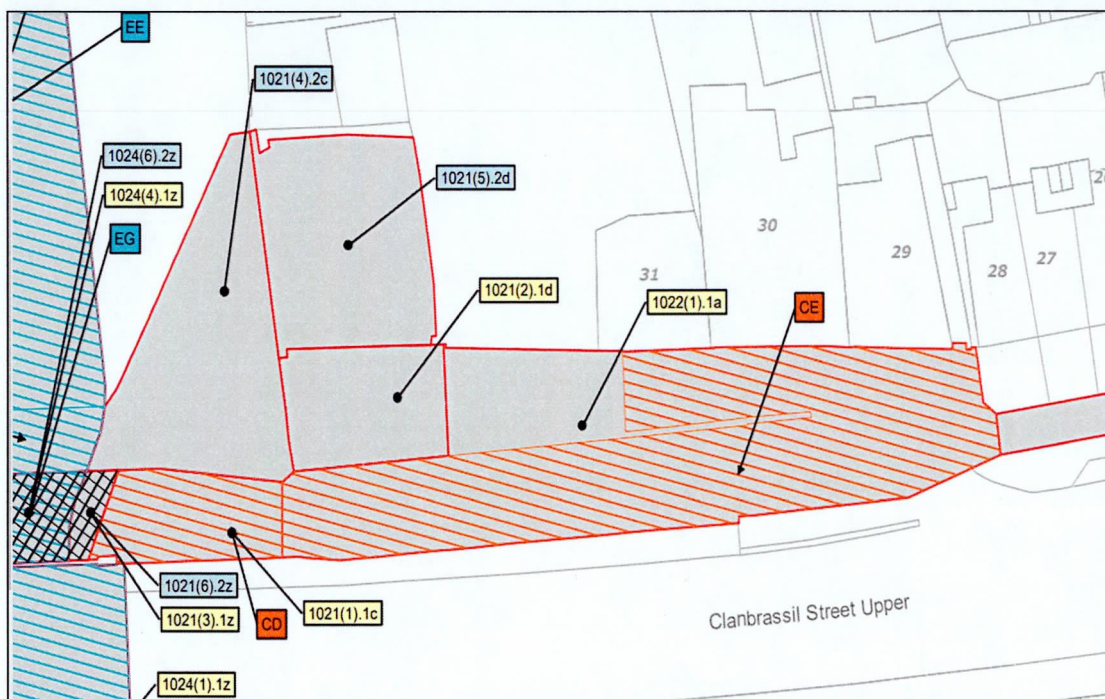 EE
1021(4).2c
1024(6).2z
1021(5).2d
1024(4).1z
EG
30
29
28
27
31
1021(2).1d
1022(1).1a
CE
1021(6).2z
1021(3).1z
CD
1021(1).1c
Clanbrassil Street Upper
1024(1).1z